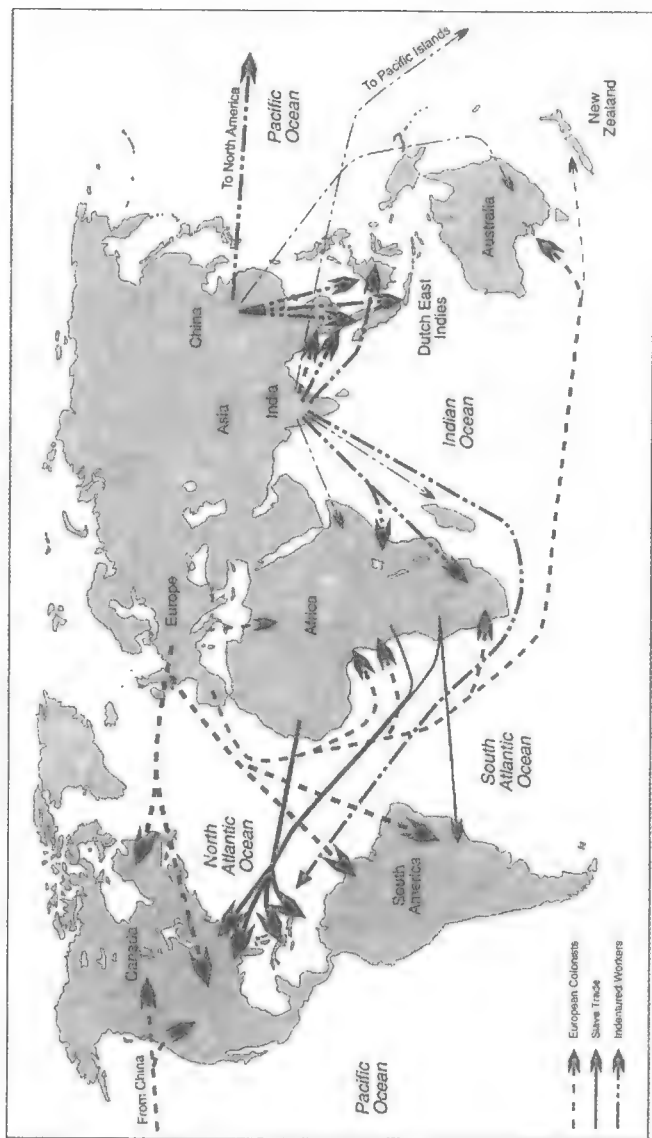 From China
Canada
Pacific
Ocean
North
Atlantic
Ocean
South
America
South
Atlantic
Ocean
Europe
Africa
Asia
India
China
Indian
Ocean
Dutch East
Indies
To North America
Pacific
Ocean
To Pacific Islands
Australia
New
Zealand
European Colonists
Slave Trade
Indentured Workers